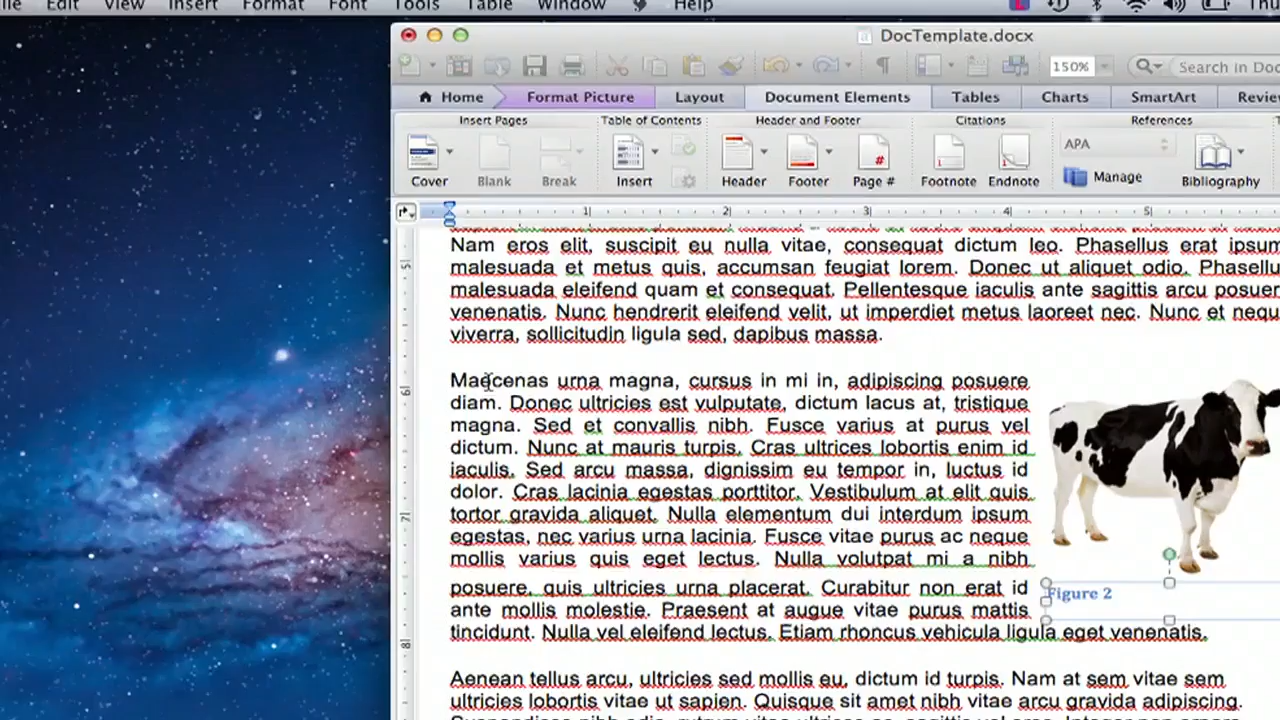 Edit View Insert Format Font Tools Table Window Help
DocTemplate.docx
150% Search in Doc
Home Format Picture Layout Document Elements Tables Charts SmartArt
Insert Pages Table of Contents Header and Footer Citations References
APA
Manage
Cover Blank Break Insert Header Footer Page # Footnote Endnote Bibliography
1 2 3 4 5
Nam eros elit, suscipit eu nulla vitae, consequat dictum leo. Phasellus erat ipsum
malesuada et metus quis, accumsan feugiat lorem. Donec ut aliquet odio. Phasellu
malesuada eleifend quam et consequat. Pellentesque iaculis ante sagittis arcu posuer
venenatis. Nunc hendrerit eleifend velit, ut imperdiet metus laoreet nec. Nunc et nequ
viverra, sollicitudin ligula sed, dapibus massa.
Maecenas urna magna, cursus in mi in, adipiscing posuere
diam. Donec ultricies est vulputate, dictum lacus at, tristique
magna. Sed et convallis nibh. Fusce varius at purus vel
dictum. Nunc at mauris turpis. Cras ultrices lobortis enim id
iaculis. Sed arcu massa, dignissim eu tempor in, luctus id
dolor. Cras lacinia egestas porttitor. Vestibulum at elit quis
tortor gravida aliquet. Nulla elementum dui interdum ipsum
egestas, nec varius urna lacinia. Fusce vitae purus ac neque
mollis varius quis eget lectus. Nulla volutpat mi a nibh
posuere, quis ultricies urna placerat. Curabitur non erat id
ante mollis molestie. Praesent at augue vitae purus mattis
tincidunt. Nulla vel eleifend lectus. Etiam rhoncus vehicula ligula eget venenatis.
Figure 2
Aenean tellus arcu, ultricies sed mollis eu, dictum id turpis. Nam at sem vitae sem
ultricies lobortis vitae ut sapien. Quisque sit amet nibh vitae arcu gravida adipiscing.